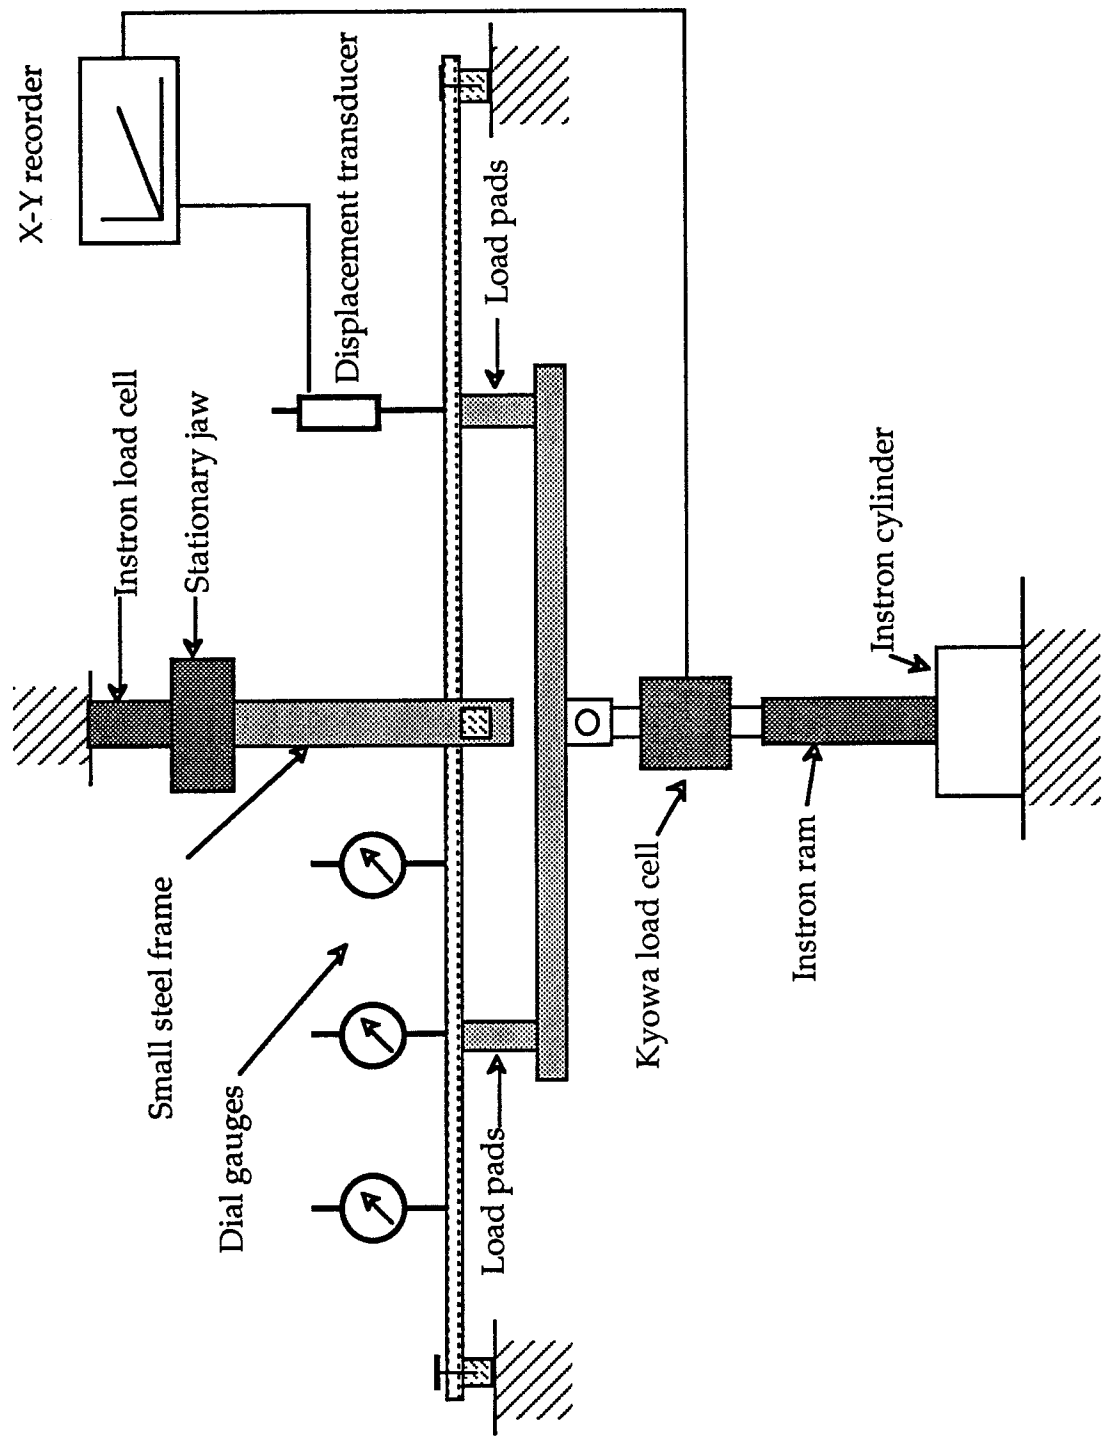 X-Y recorder
Displacement transducer
Load pads
Instron load cell
Stationary jaw
Instron cylinder
Small steel frame
Dial gauges
Load pads
Kyowa load cell
Instron ram